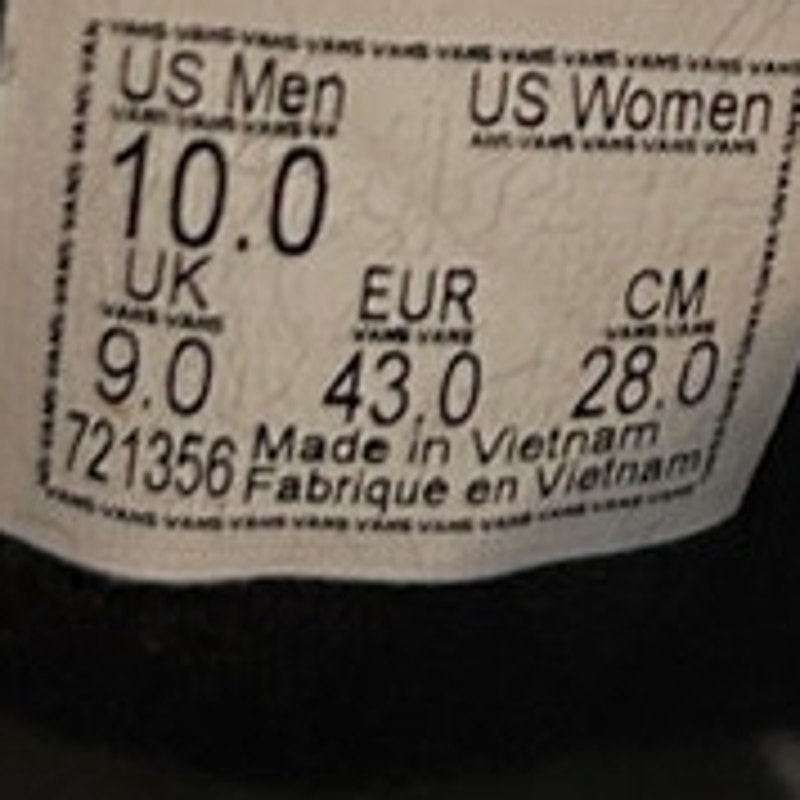 US Men US Women
10.0
UK EUR CM
9.0 43.0 28.0
721356 Made in Vietnam
Fabrique en Vietnam